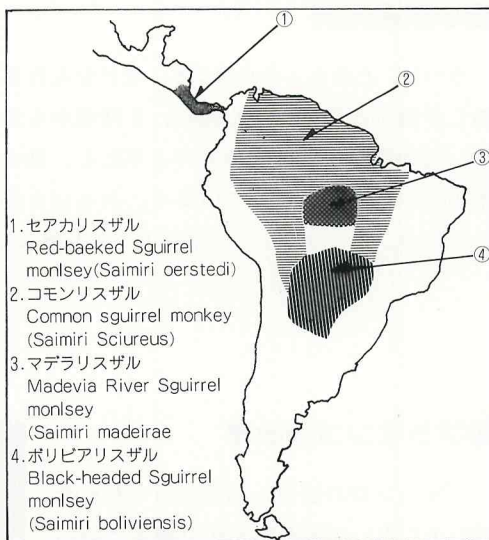 ①
②
③
④
1.セアカリスザル
Red-baeked Sguirrel
monlsey(Saimiri oerstedi)
2.コモンリスザル
Comnon sguirrel monkey
(Saimiri Sciureus)
3.マデラリスザル
Madevia River Sguirrel
monlsey
(Saimiri madeirae
4.ボリビアリスザル
Black-headed Sguirrel
monlsey
(Saimiri boliviensis)